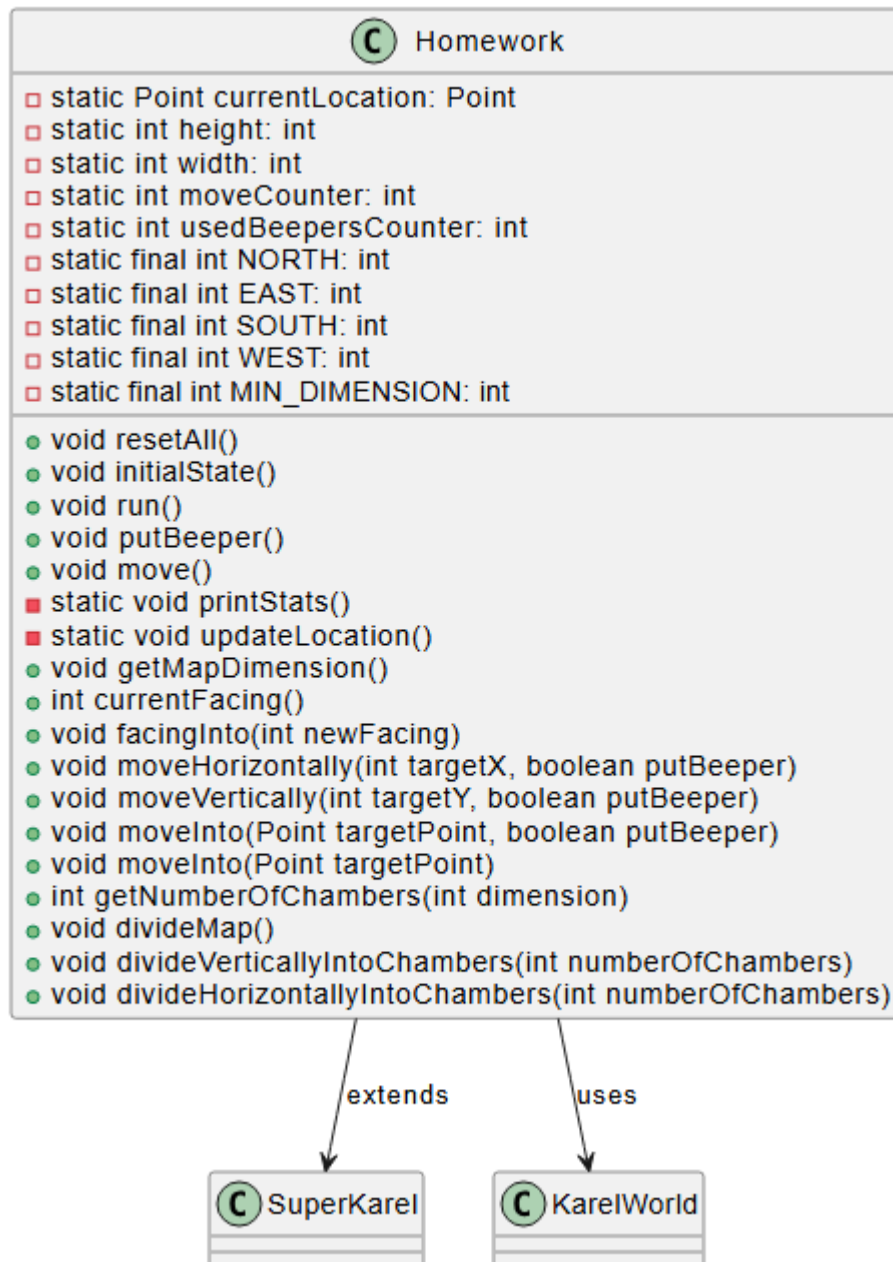 C Homework
static Point currentLocation: Point
static int height: int
static int width: int
static int moveCounter: int
static int usedBeepersCounter: int
static final int NORTH: int
static final int EAST: int
static final int SOUTH: int
static final int WEST: int
static final int MIN_DIMENSION: int
void resetAll()
void initialState()
void run()
void putBeeper()
void move()
static void printStats()
static void updateLocation()
void getMapDimension()
int currentFacing()
void facingInto(int newFacing)
void moveHorizontally(int targetX, boolean putBeeper)
void moveVertically(int targetY, boolean putBeeper)
void moveInto(Point targetPoint, boolean putBeeper)
void moveInto(Point targetPoint)
int getNumberOfChambers(int dimension)
void divideMap()
void divideVerticallyIntoChambers(int numberOfChambers)
void divideHorizontallyIntoChambers(int numberOfChambers)
extends
uses
C SuperKarel
C KarelWorld